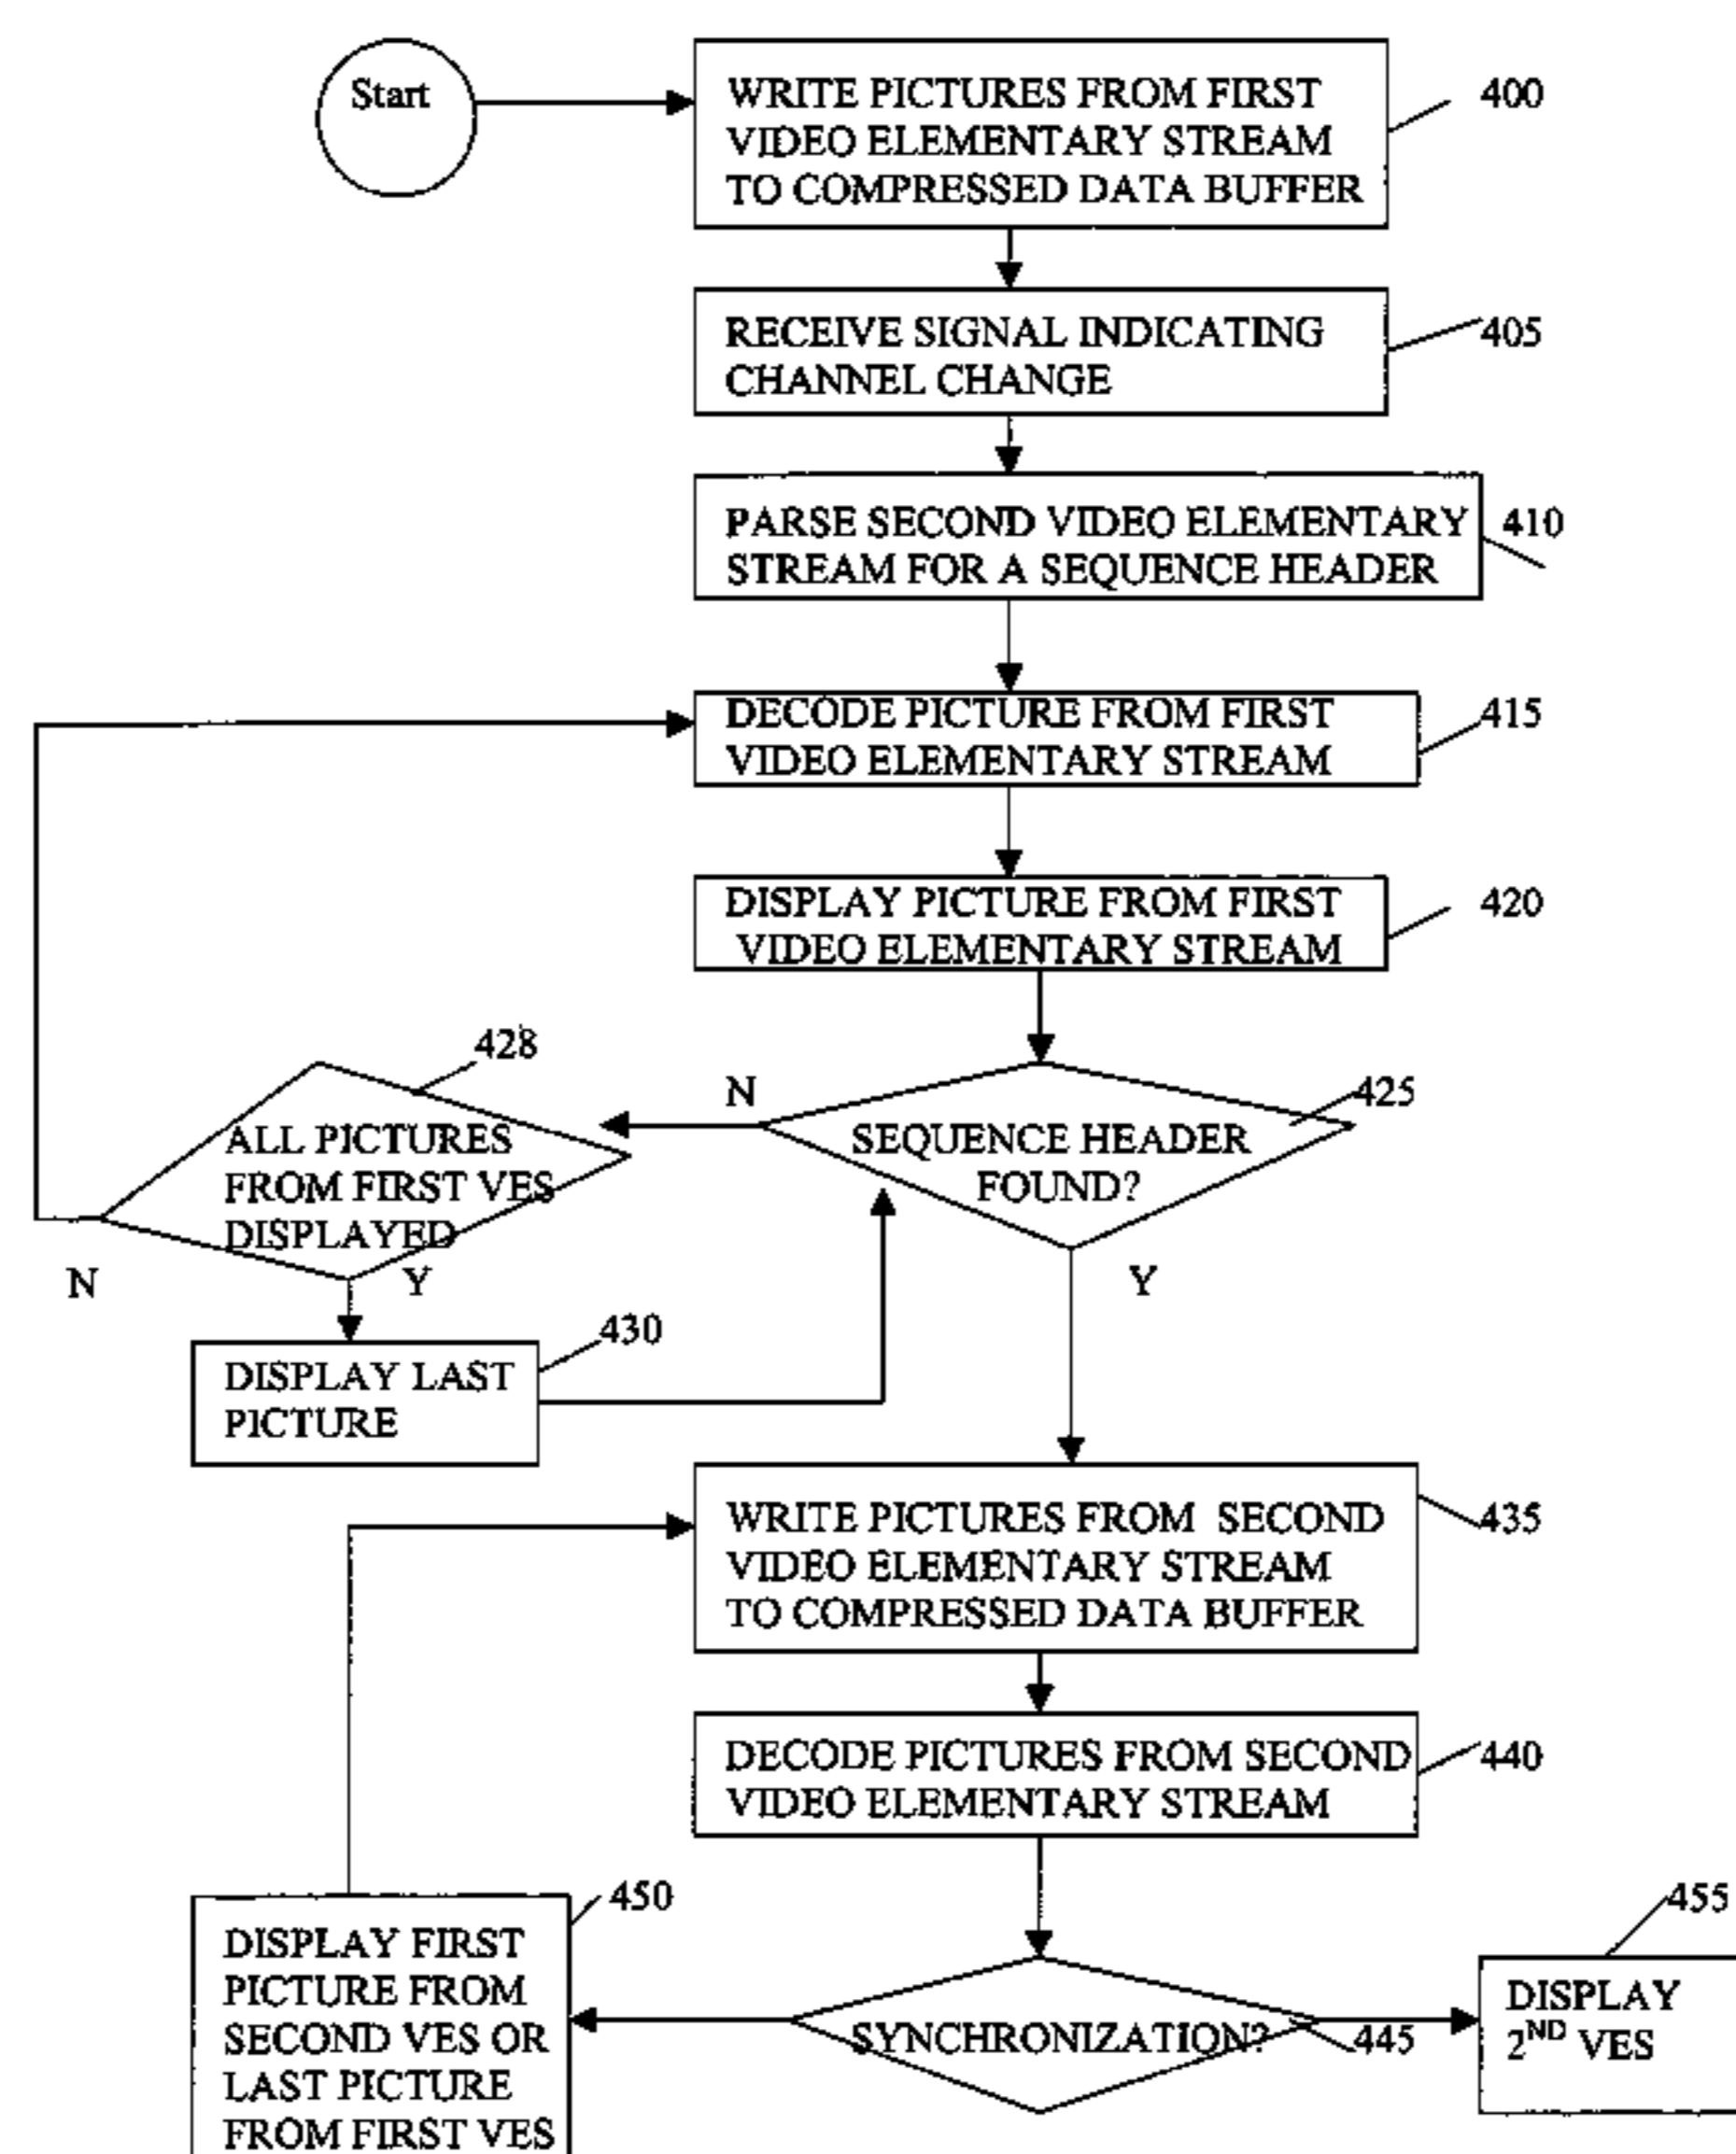 Start
WRITE PICTURES FROM FIRST
VIDEO ELEMENTARY STREAM
TO COMPRESSED DATA BUFFER
400
RECEIVE SIGNAL INDICATING
CHANNEL CHANGE
405
PARSE SECOND VIDEO ELEMENTARY
STREAM FOR A SEQUENCE HEADER
410
DECODE PICTURE FROM FIRST
VIDEO ELEMENTARY STREAM
415
DISPLAY PICTURE FROM FIRST
VIDEO ELEMENTARY STREAM
420
428
ALL PICTURES
FROM FIRST VES
DISPLAYED
N
Y
N
SEQUENCE HEADER
FOUND?
425
Y
430
DISPLAY LAST
PICTURE
WRITE PICTURES FROM SECOND
VIDEO ELEMENTARY STREAM
TO COMPRESSED DATA BUFFER
435
DECODE PICTURES FROM SECOND
VIDEO ELEMENTARY STREAM
440
450
DISPLAY FIRST
PICTURE FROM
SECOND VES OR
LAST PICTURE
FROM FIRST VES
SYNCHRONIZATION?
445
455
DISPLAY
2ND VES